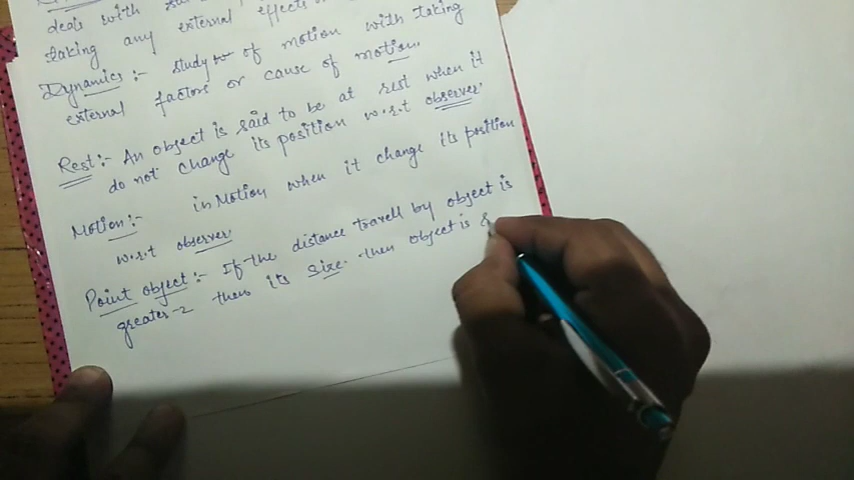 deals with
taking any external effects
Dynamics :- study of motion with taking
external factors or cause of motion.
Rest :- An object is said to be at rest when it
do not change its position w.r.t observer.
Motion :- in Motion when it change its position
w.r.t observer.
Point object :- If the distance travell by object is
greater than its size. then object is